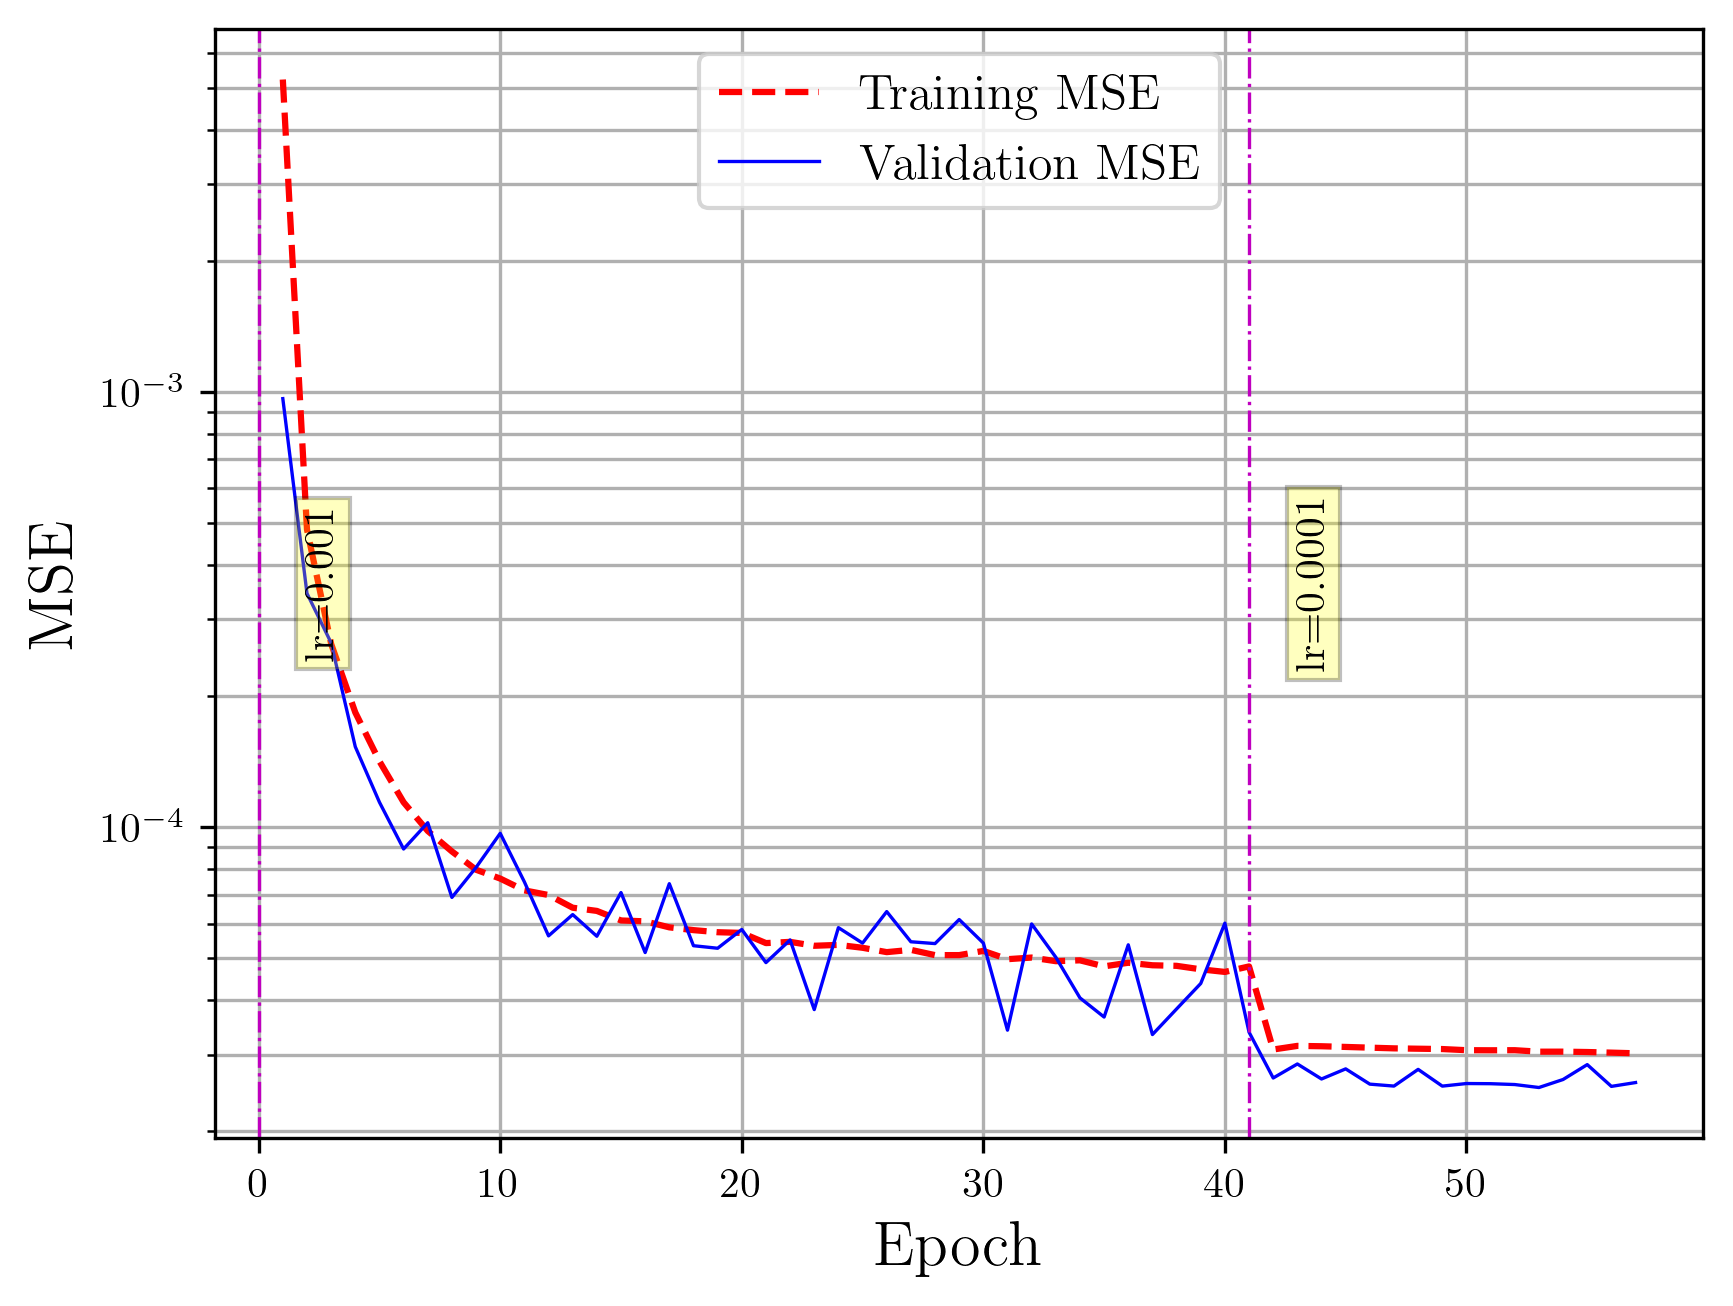 Training MSE
Validation MSE
10⁻³
10⁻⁴
MSE
lr=0.001
lr=0.0001
0 10 20 30 40 50
Epoch